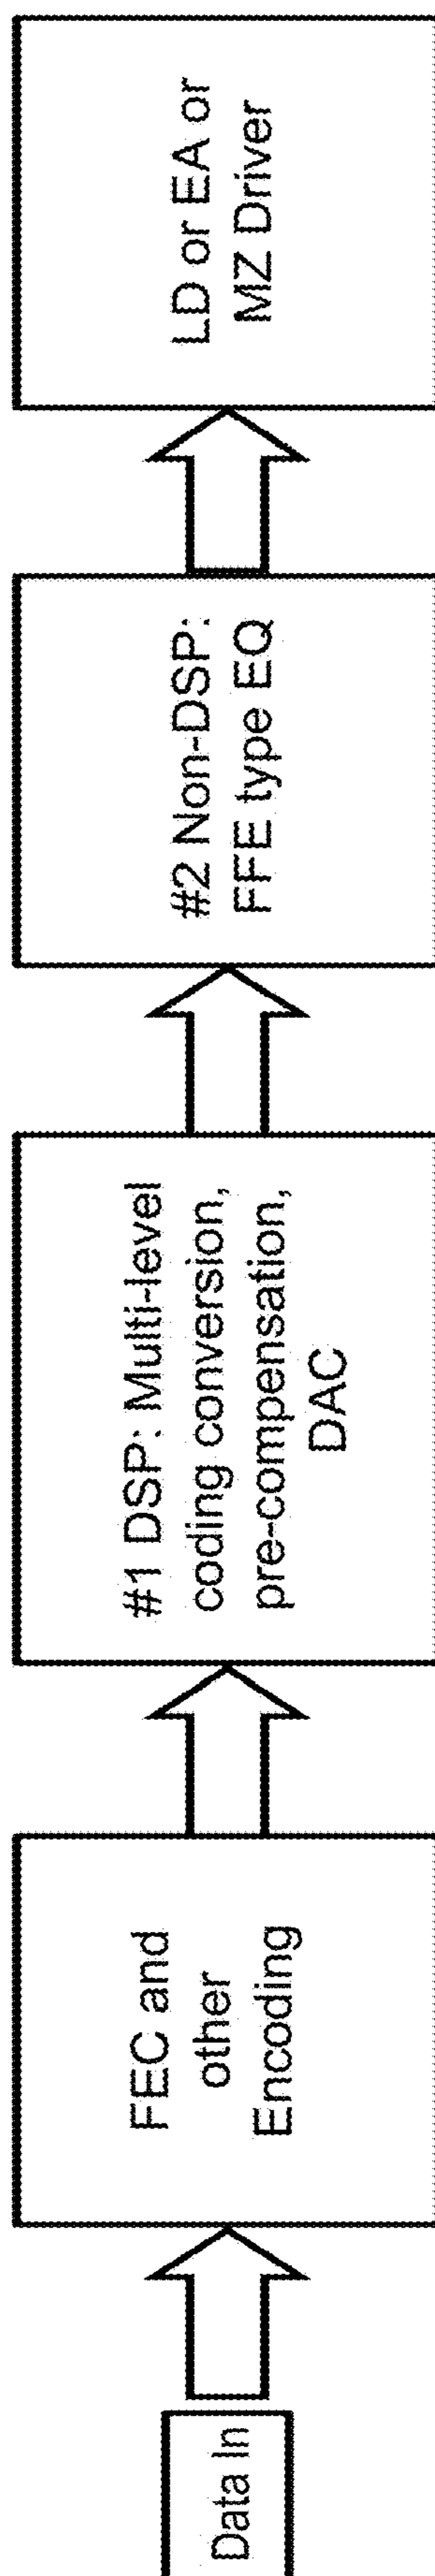 Data In
FEC and
other
Encoding
#1 DSP: Multi-level
coding conversion,
pre-compensation,
DAC
#2 Non-DSP:
FFE type EQ
LD or EA or
MZ Driver